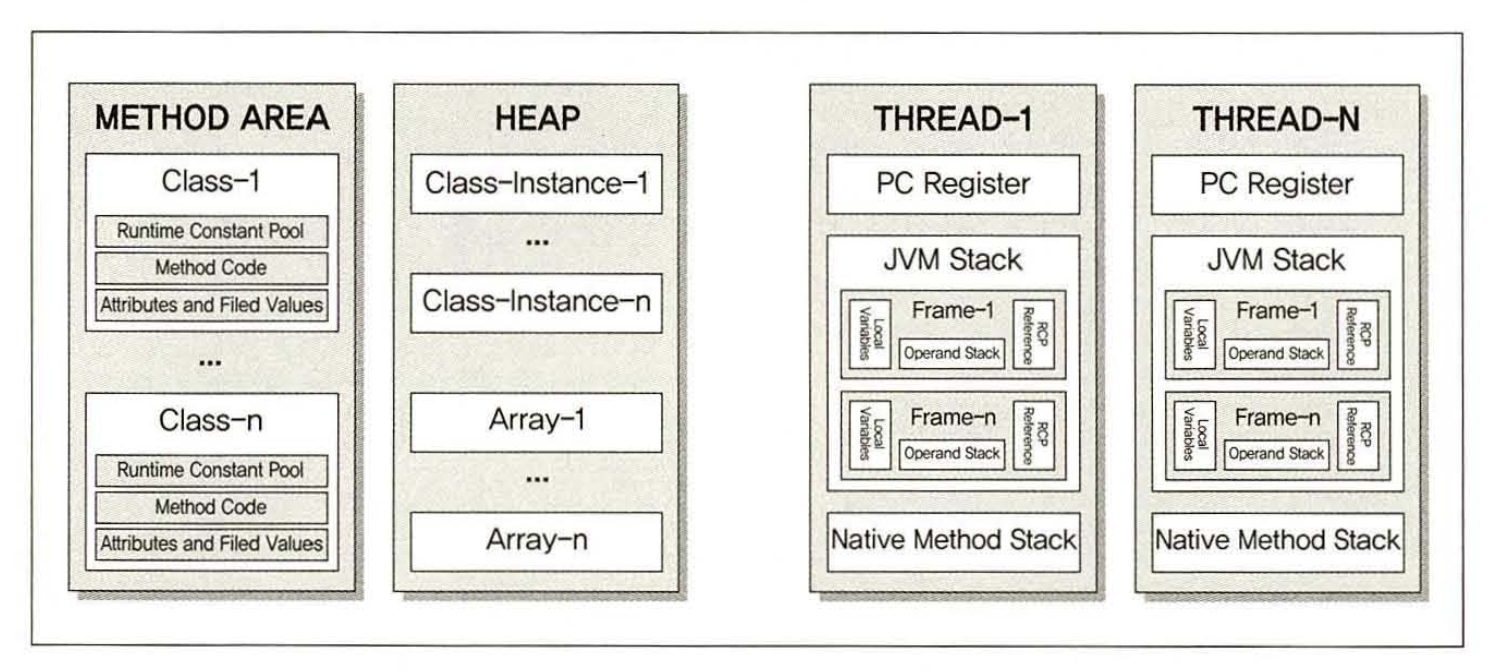 METHOD AREA
Class-1
Runtime Constant Pool
Method Code
Attributes and Filed Values
...
Class-n
Runtime Constant Pool
Method Code
Attributes and Filed Values
HEAP
Class-Instance-1
...
Class-Instance-n
Array-1
...
Array-n
THREAD-1
PC Register
JVM Stack
Frame-1
Local
Variables
Operand Stack
RCP
Reference
Frame-n
Local
Variables
Operand Stack
RCP
Reference
Native Method Stack
THREAD-N
PC Register
JVM Stack
Frame-1
Local
Variables
Operand Stack
RCP
Reference
Frame-n
Local
Variables
Operand Stack
RCP
Reference
Native Method Stack